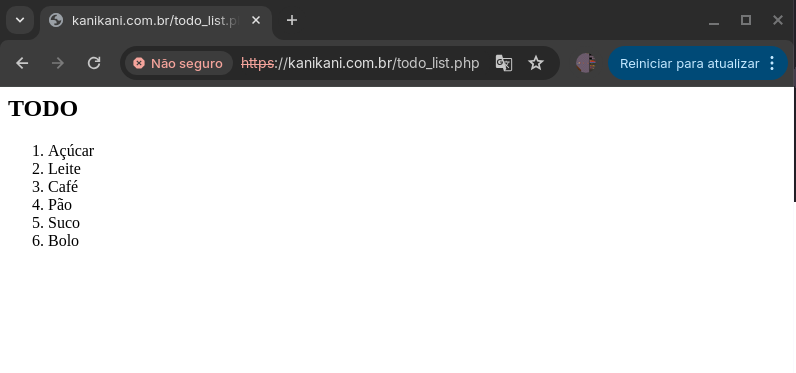 kanikani.com.br/todo_list.p
Não seguro
https://kanikani.com.br/todo_list.php
Reiniciar para atualizar
TODO
1. Açúcar
2. Leite
3. Café
4. Pão
5. Suco
6. Bolo